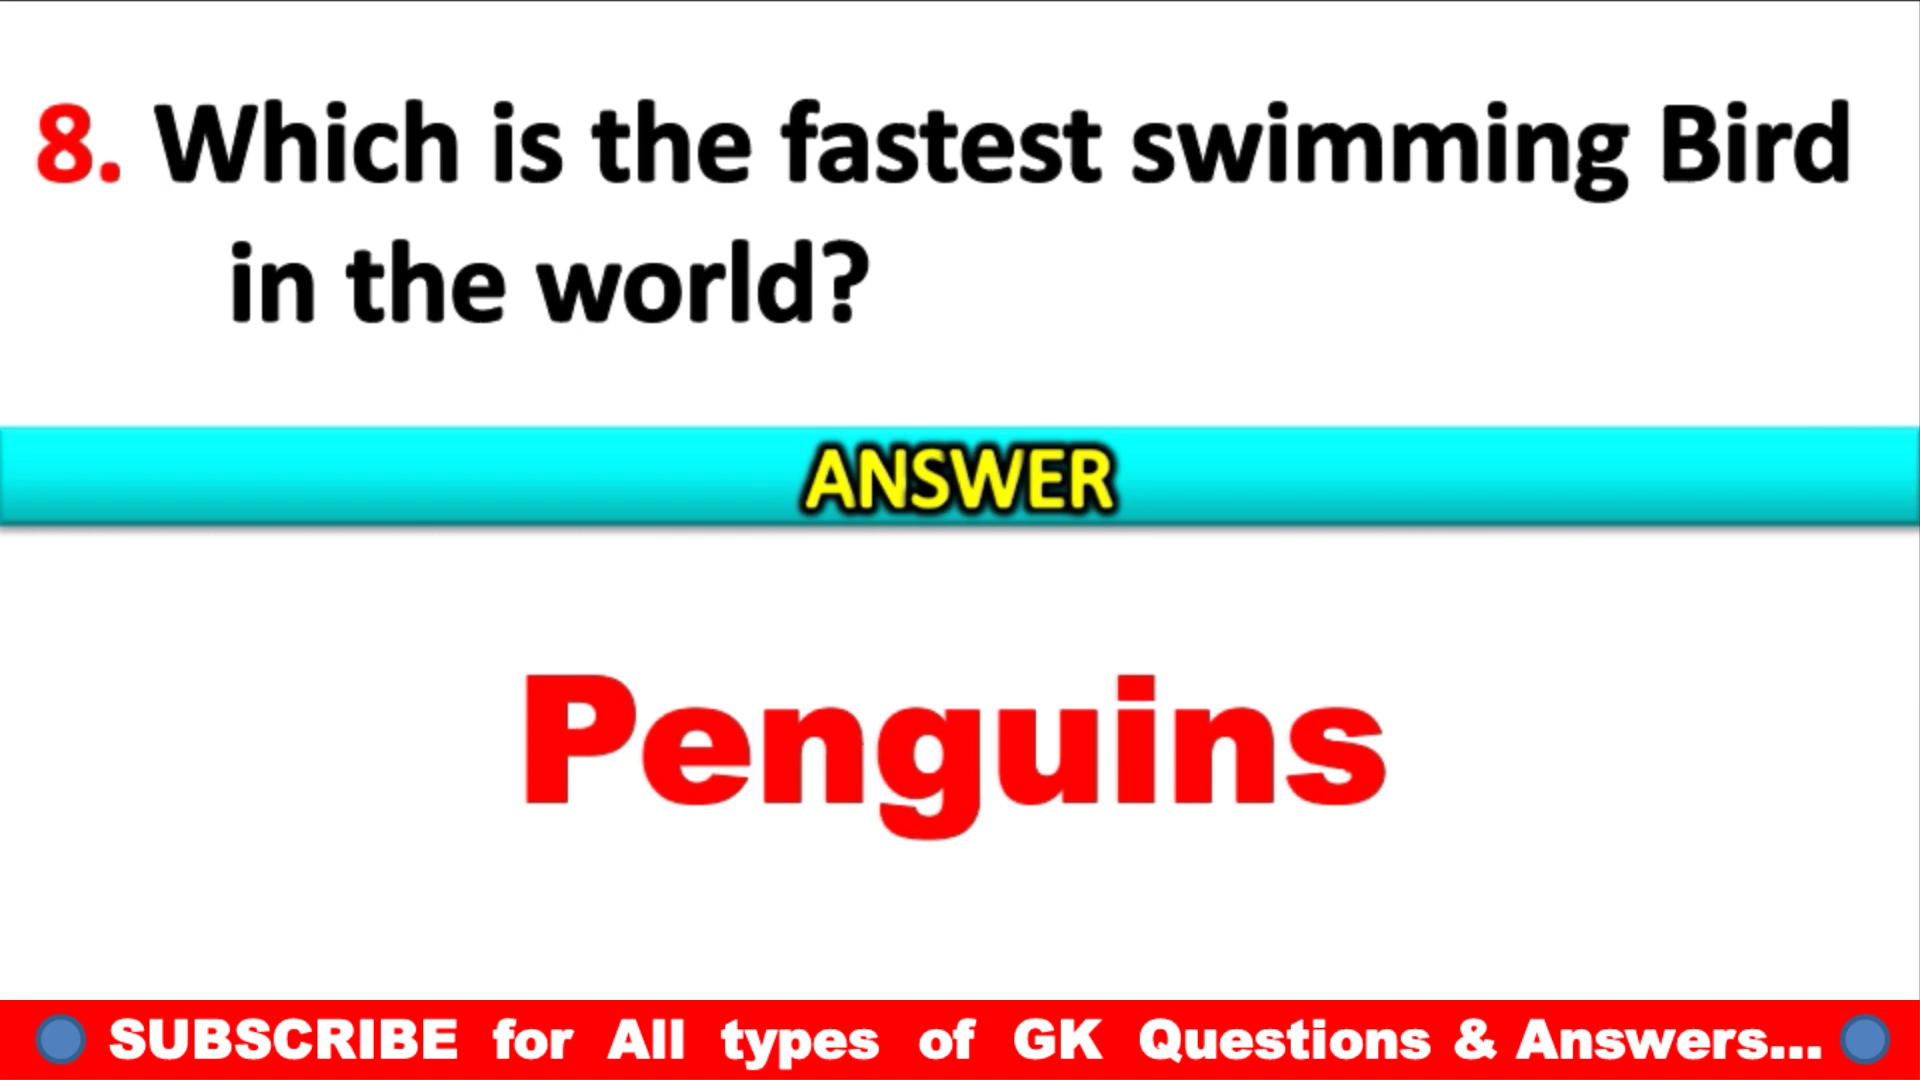 8. Which is the fastest swimming Bird
in the world?
ANSWER
Penguins
SUBSCRIBE for All types of GK Questions & Answers...